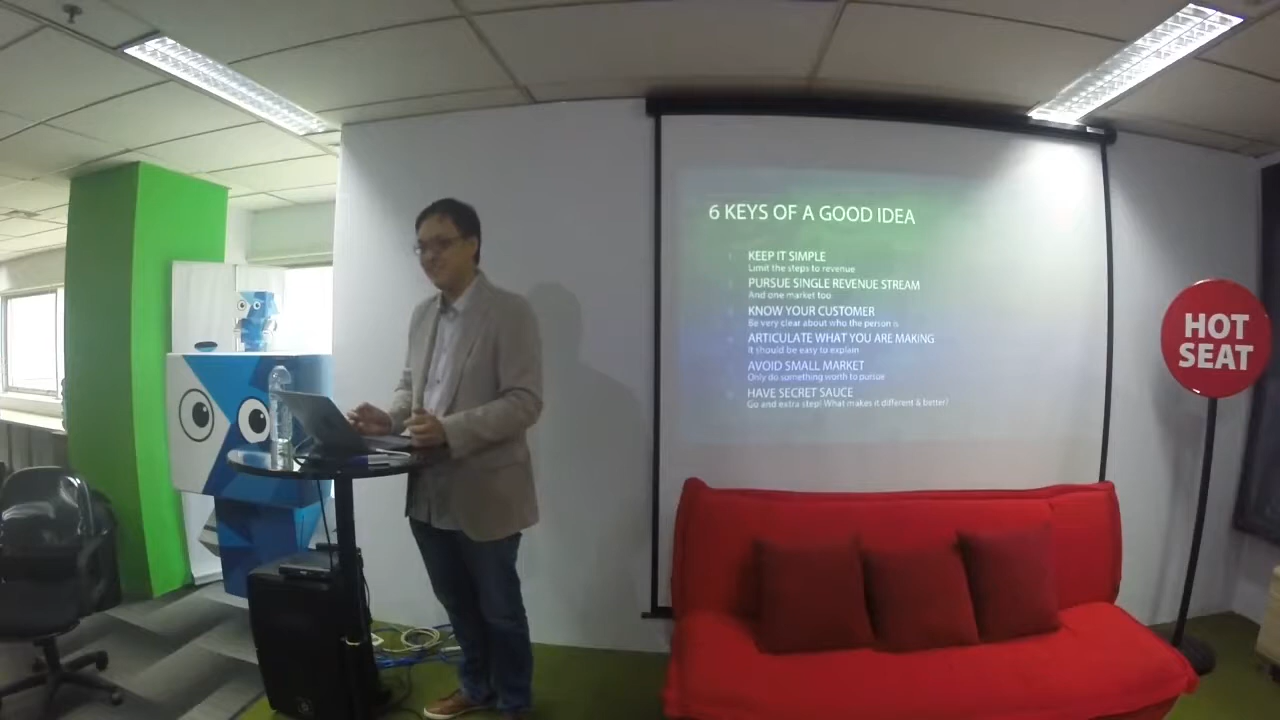 6 KEYS OF A GOOD IDEA
KEEP IT SIMPLE
Limit the steps to revenue
PURSUE SINGLE REVENUE STREAM
And one market too
KNOW YOUR CUSTOMER
Be very clear about who the person is
ARTICULATE WHAT YOU ARE MAKING
It should be easy to explain
AVOID SMALL MARKET
Only do something worth to pursue
HAVE SECRET SAUCE
Go and extra step! What makes it different & better?
HOT
SEAT